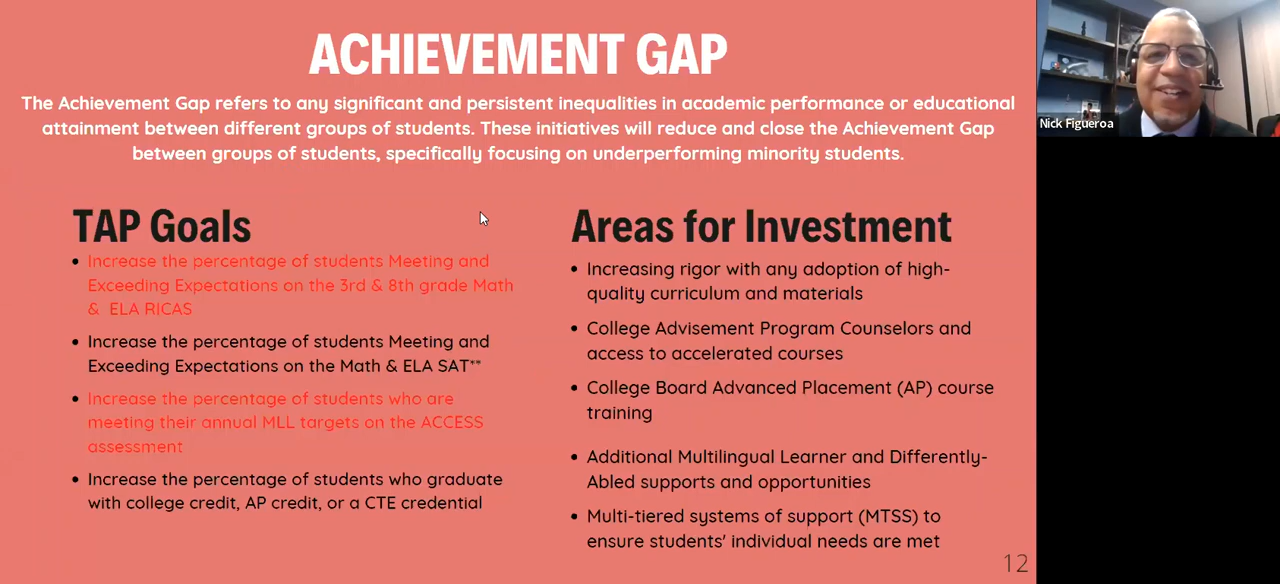 ACHIEVEMENT GAP
The Achievement Gap refers to any significant and persistent inequalities in academic performance or educational
attainment between different groups of students. These initiatives will reduce and close the Achievement Gap
between groups of students, specifically focusing on underperforming minority students.
TAP Goals
• Increase the percentage of students Meeting and
Exceeding Expectations on the 3rd & 8th grade Math
& ELA RICAS
• Increase the percentage of students Meeting and
Exceeding Expectations on the Math & ELA SAT**
• Increase the percentage of students who are
meeting their annual MLL targets on the ACCESS
assessment
• Increase the percentage of students who graduate
with college credit, AP credit, or a CTE credential
Areas for Investment
• Increasing rigor with any adoption of high-
quality curriculum and materials
• College Advisement Program Counselors and
access to accelerated courses
• College Board Advanced Placement (AP) course
training
• Additional Multilingual Learner and Differently-
Abled supports and opportunities
• Multi-tiered systems of support (MTSS) to
ensure students' individual needs are met
12
Nick Figueroa